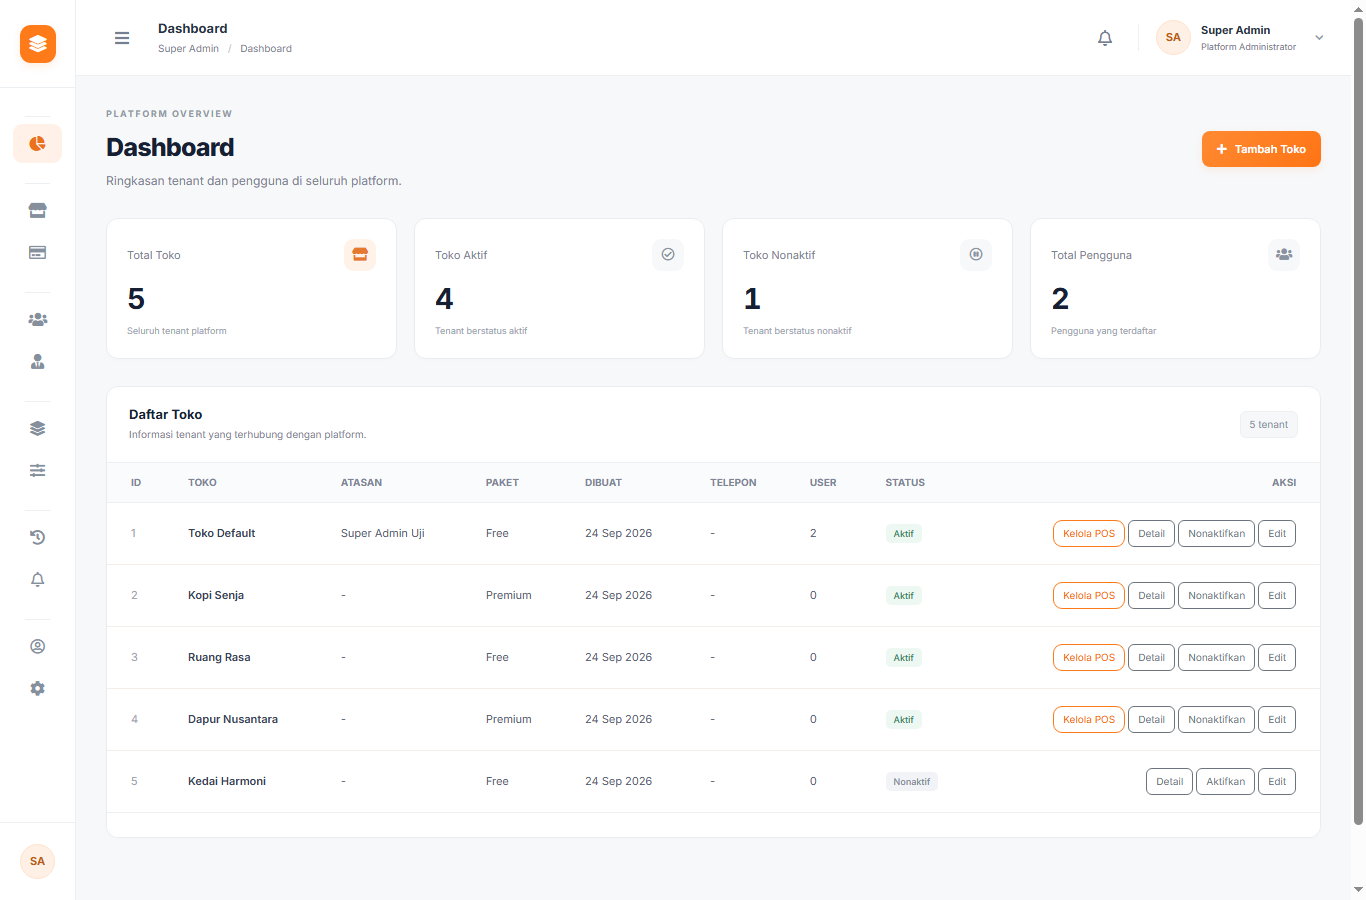 Dashboard
Super Admin / Dashboard
SA
Super Admin
Platform Administrator
PLATFORM OVERVIEW
Dashboard
Ringkasan tenant dan pengguna di seluruh platform.
+ Tambah Toko
Total Toko
5
Seluruh tenant platform
Toko Aktif
4
Tenant berstatus aktif
Toko Nonaktif
1
Tenant berstatus nonaktif
Total Pengguna
2
Pengguna yang terdaftar
Daftar Toko
Informasi tenant yang terhubung dengan platform.
5 tenant
ID TOKO ATASAN PAKET DIBUAT TELEPON USER STATUS AKSI
1 Toko Default Super Admin Uji Free 24 Sep 2026 - 2 Aktif Kelola POS Detail Nonaktifkan Edit
2 Kopi Senja - Premium 24 Sep 2026 - 0 Aktif Kelola POS Detail Nonaktifkan Edit
3 Ruang Rasa - Free 24 Sep 2026 - 0 Aktif Kelola POS Detail Nonaktifkan Edit
4 Dapur Nusantara - Premium 24 Sep 2026 - 0 Aktif Kelola POS Detail Nonaktifkan Edit
5 Kedai Harmoni - Free 24 Sep 2026 - 0 Nonaktif Detail Aktifkan Edit
SA